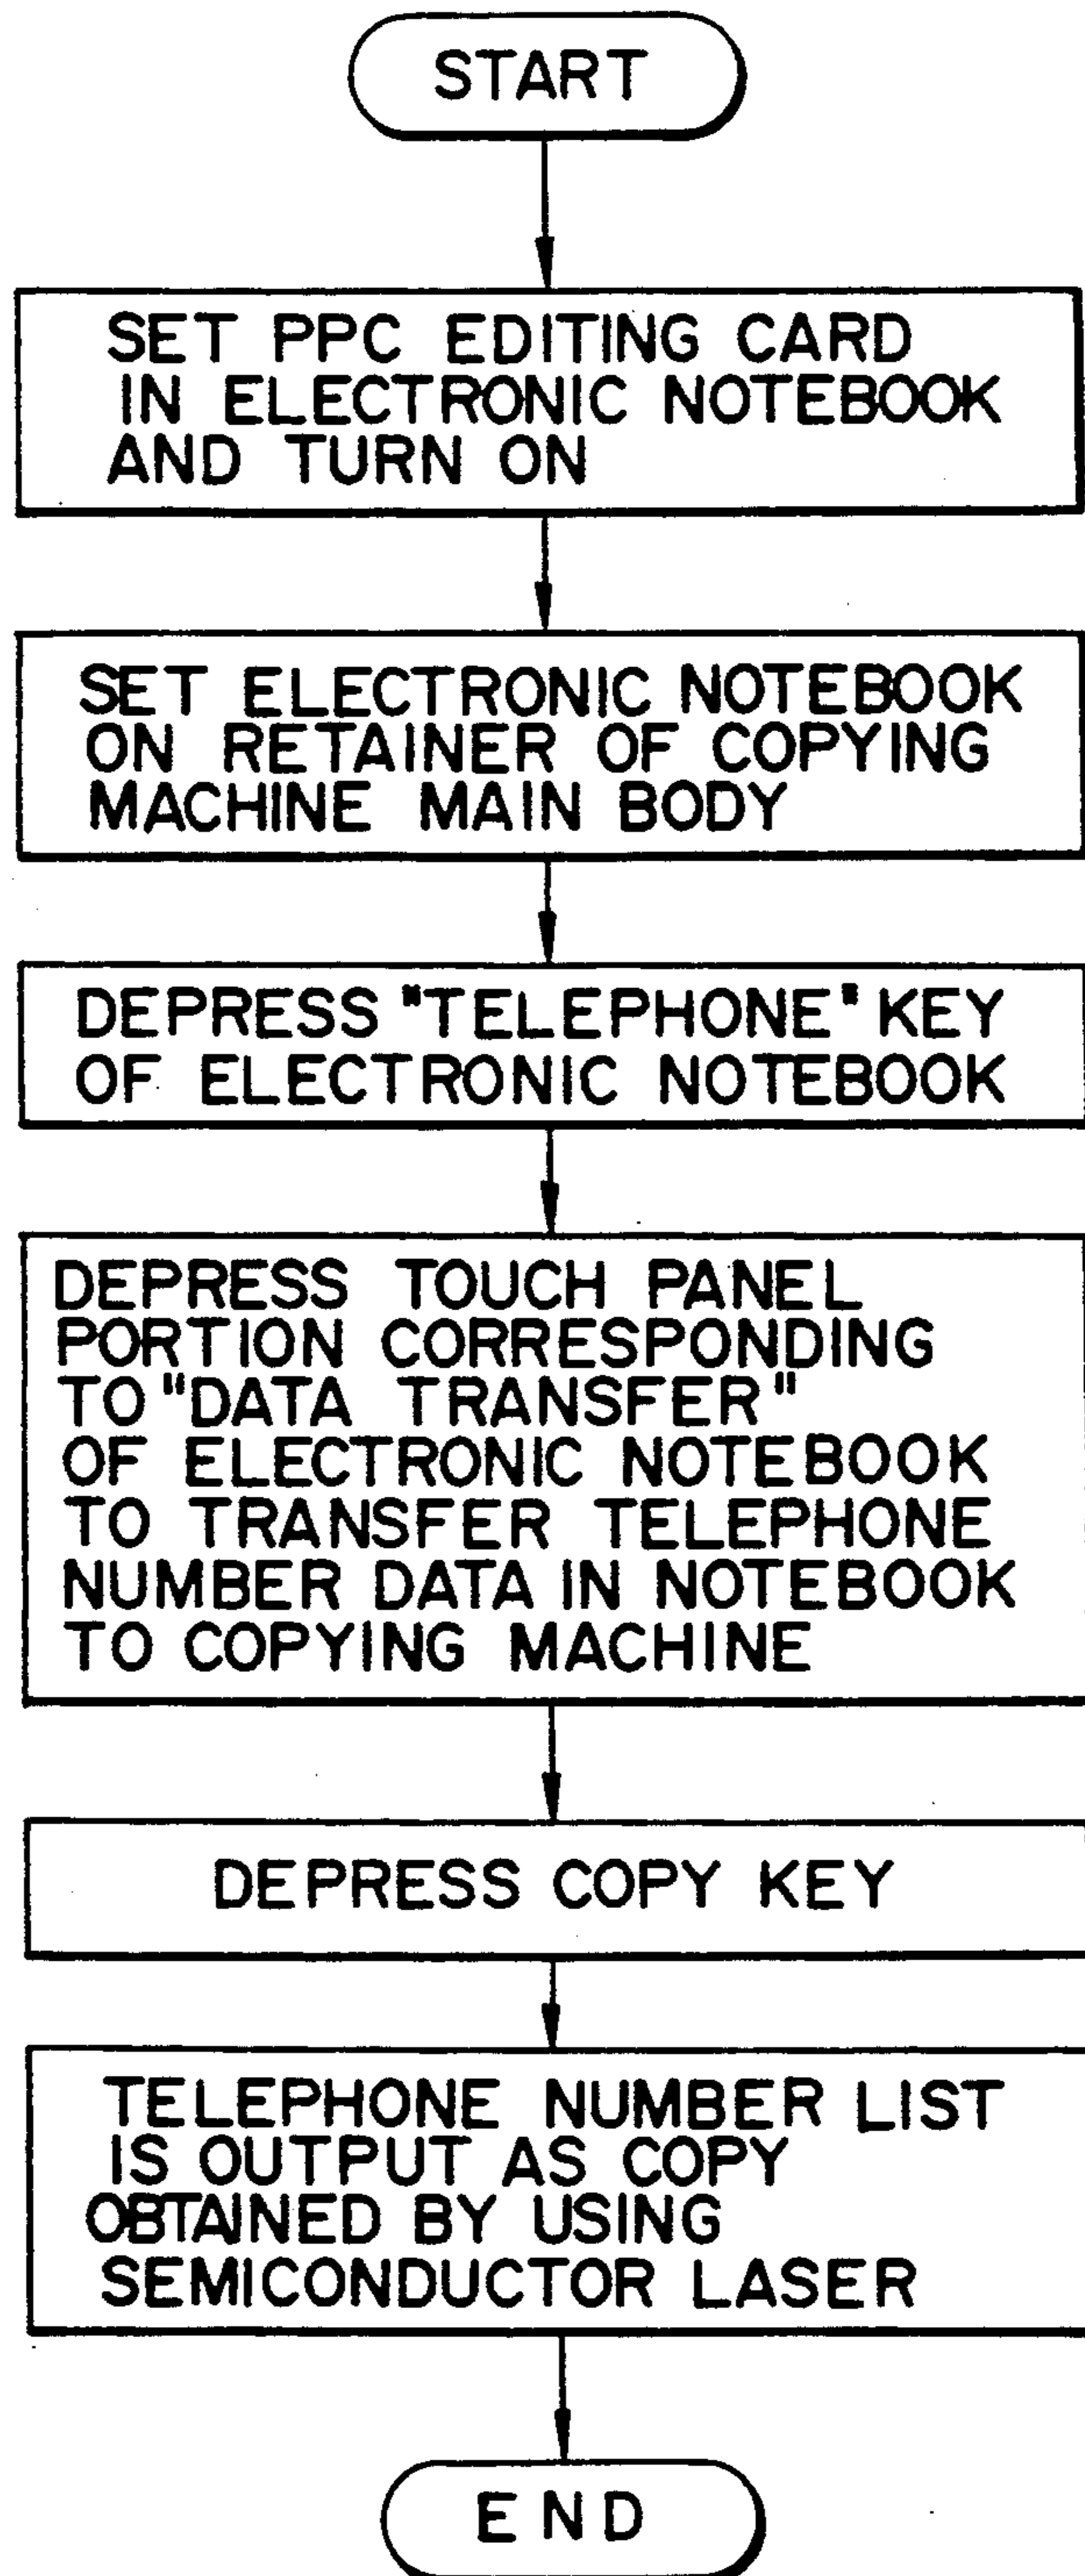 START
SET PPC EDITING CARD
IN ELECTRONIC NOTEBOOK
AND TURN ON
SET ELECTRONIC NOTEBOOK
ON RETAINER OF COPYING
MACHINE MAIN BODY
DEPRESS "TELEPHONE" KEY
OF ELECTRONIC NOTEBOOK
DEPRESS TOUCH PANEL
PORTION CORRESPONDING
TO "DATA TRANSFER"
OF ELECTRONIC NOTEBOOK
TO TRANSFER TELEPHONE
NUMBER DATA IN NOTEBOOK
TO COPYING MACHINE
DEPRESS COPY KEY
TELEPHONE NUMBER LIST
IS OUTPUT AS COPY
OBTAINED BY USING
SEMICONDUCTOR LASER
END